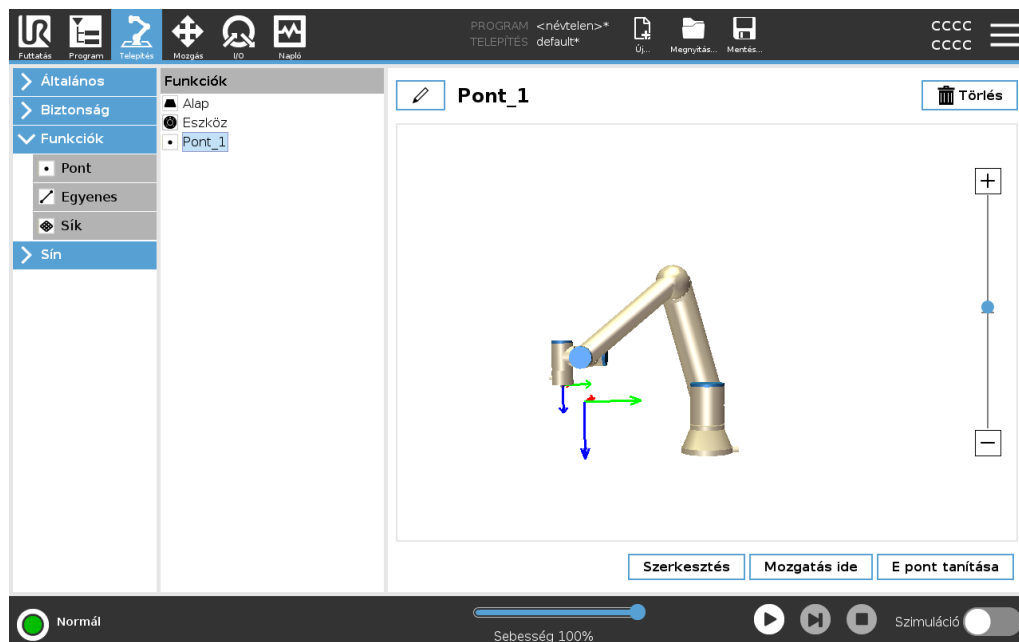 Futtatás
Program
Telepítés
Mozgás
I/O
Napló
PROGRAM <névtelen>*
TELEPÍTÉS default*
Új...
Megnyitás...
Mentés...
CCCC
CCCC
Általános
Biztonság
Funkciók
Pont
Egyenes
Sík
Sín
Funkciók
Alap
Eszköz
Pont_1
Pont_1
Törlés
Szerkesztés
Mozgatás ide
E pont tanítása
Normál
Sebesség 100%
Szimuláció